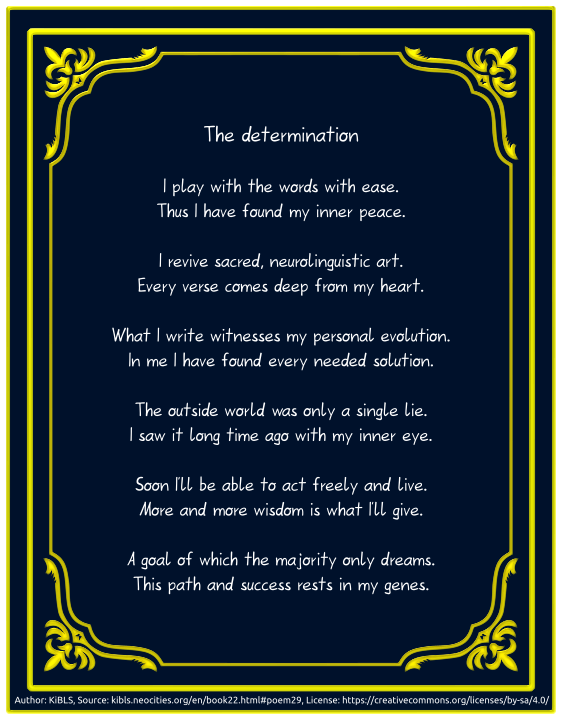 The determination
I play with the words with ease.
Thus I have found my inner peace.
I revive sacred, neurolinguistic art.
Every verse comes deep from my heart.
What I write witnesses my personal evolution.
In me I have found every needed solution.
The outside world was only a single lie.
I saw it long time ago with my inner eye.
Soon I'll be able to act freely and live.
More and more wisdom is what I'll give.
A goal of which the majority only dreams.
This path and success rests in my genes.
Author: KiBLS, Source: kibls.neocities.org/en/book22.html#poem29, License: https://creativecommons.org/licenses/by-sa/4.0/